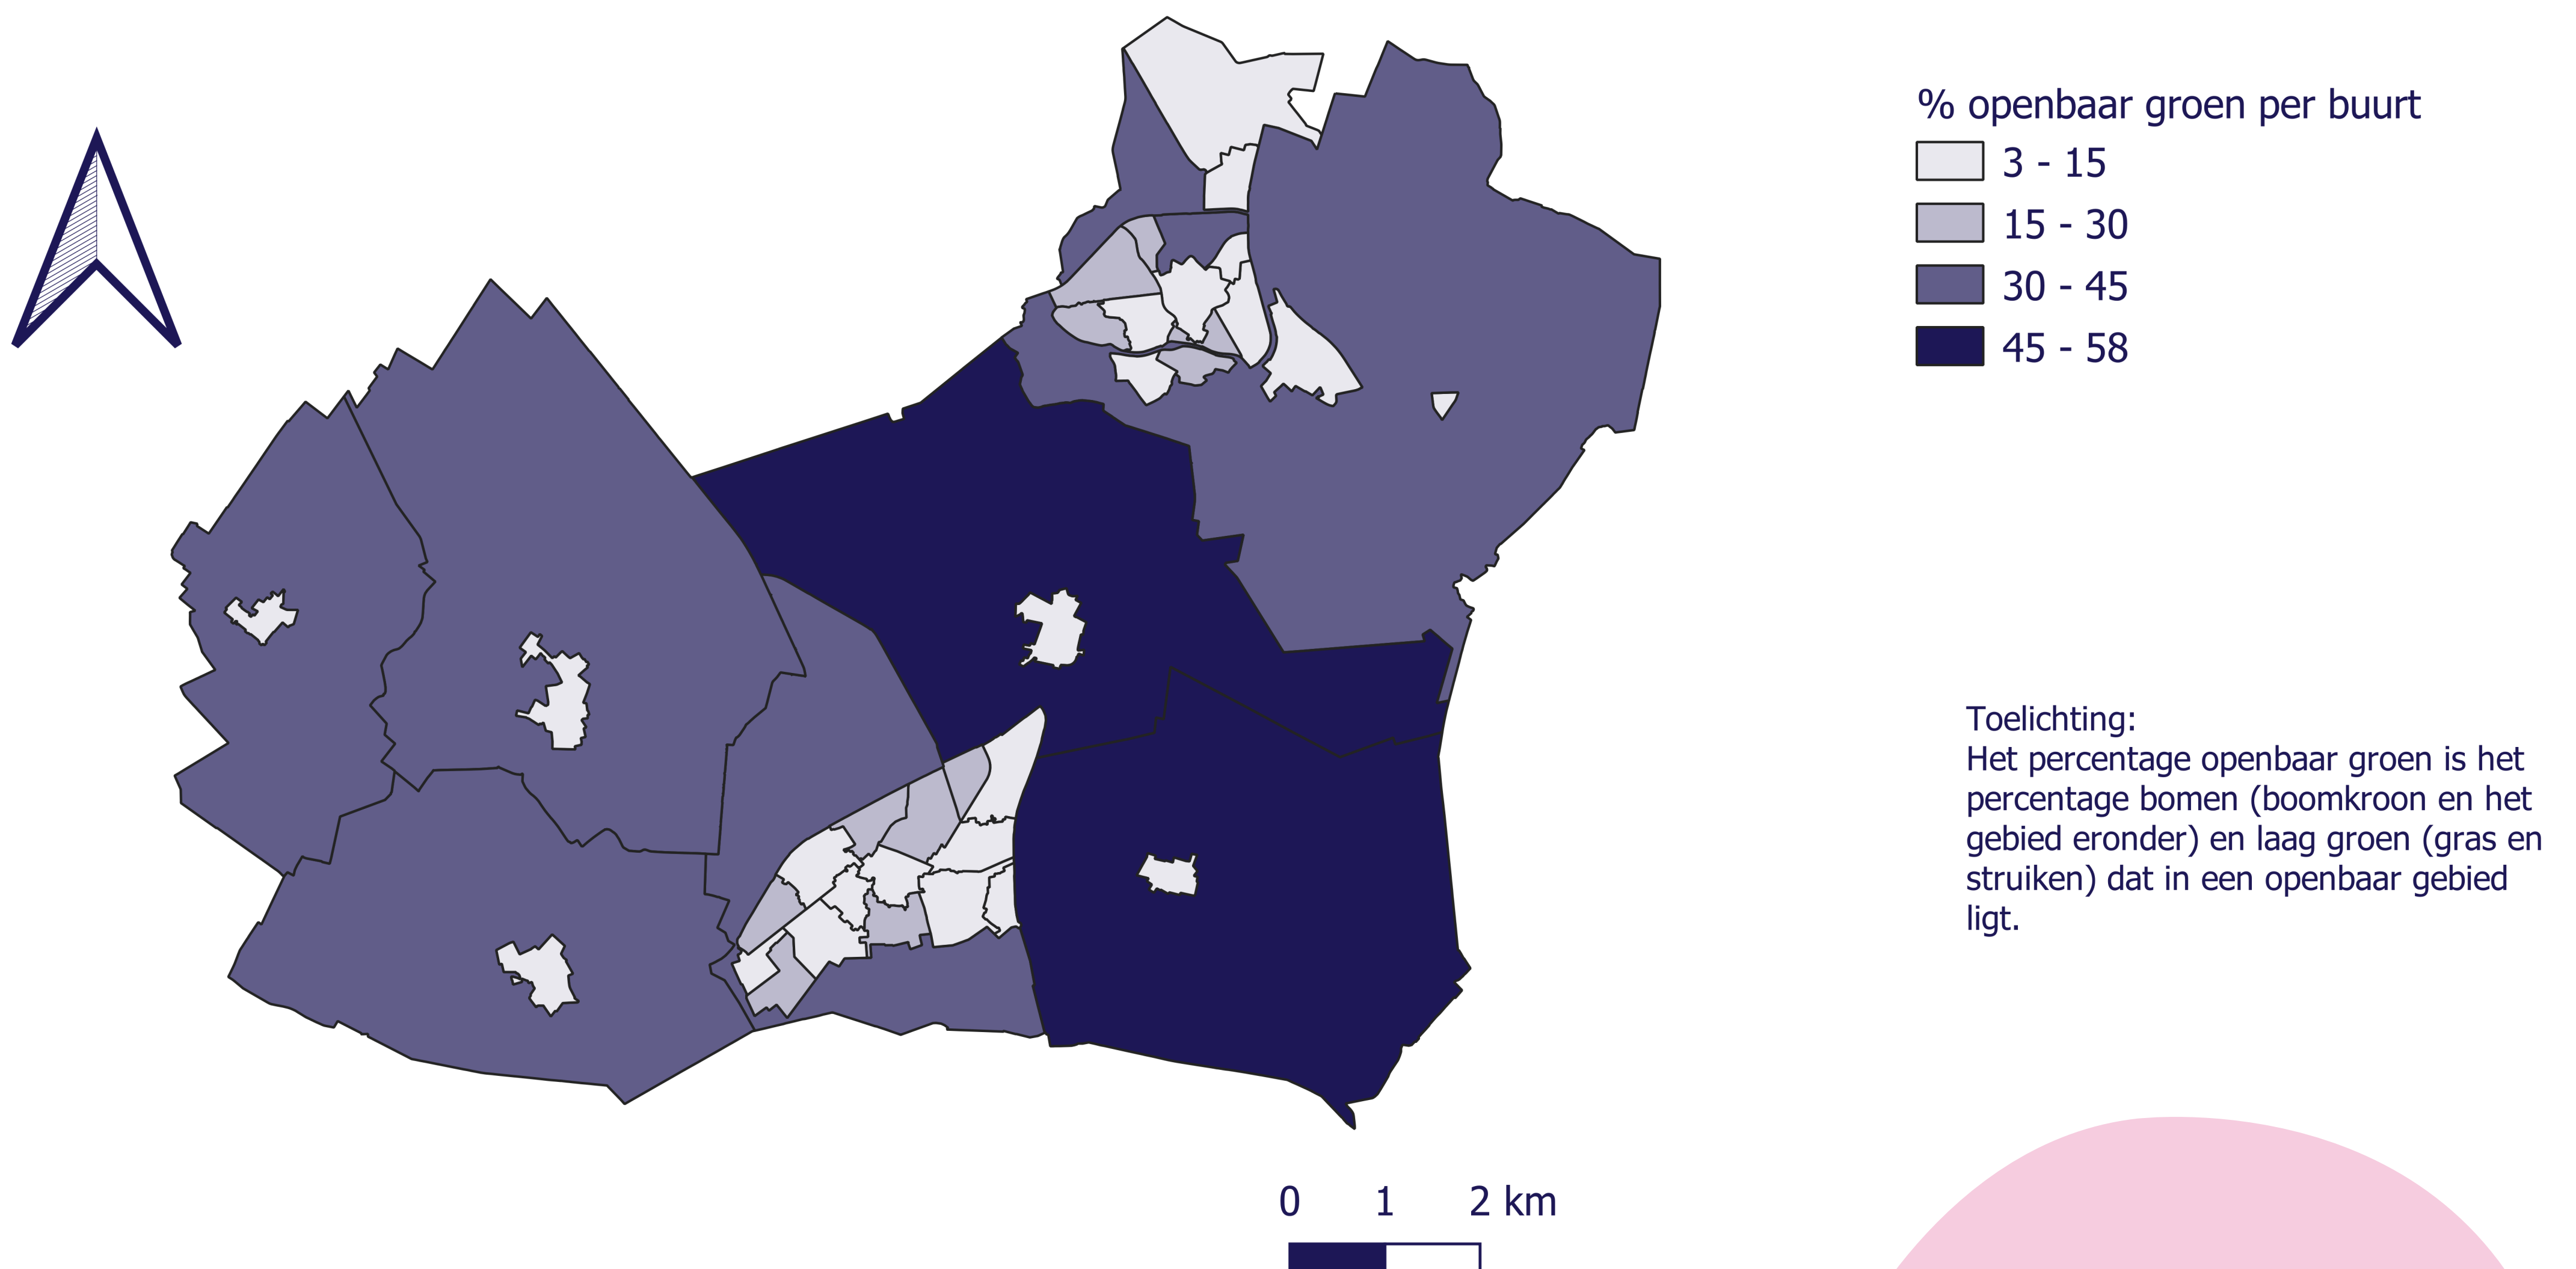 % openbaar groen per buurt
3 - 15
15 - 30
30 - 45
45 - 58
Toelichting:
Het percentage openbaar groen is het
percentage bomen (boomkroon en het
gebied eronder) en laag groen (gras en
struiken) dat in een openbaar gebied
ligt.
0 1 2 km